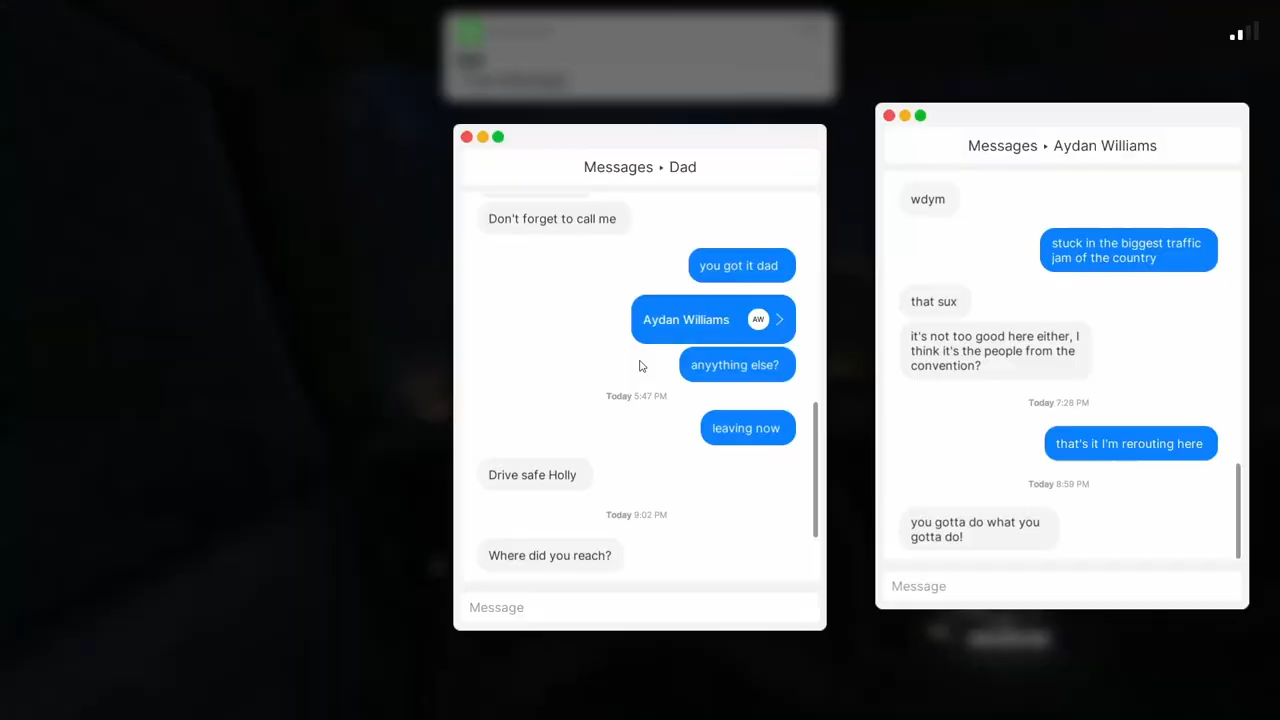 Messages ‣ Dad
Don't forget to call me
you got it dad
Aydan Williams
AW
anyything else?
Today 5:47 PM
leaving now
Drive safe Holly
Today 9:02 PM
Where did you reach?
Message
Messages ‣ Aydan Williams
wdym
stuck in the biggest traffic
jam of the country
that sux
it's not too good here either, I
think it's the people from the
convention?
Today 7:28 PM
that's it I'm rerouting here
Today 8:59 PM
you gotta do what you
gotta do!
Message